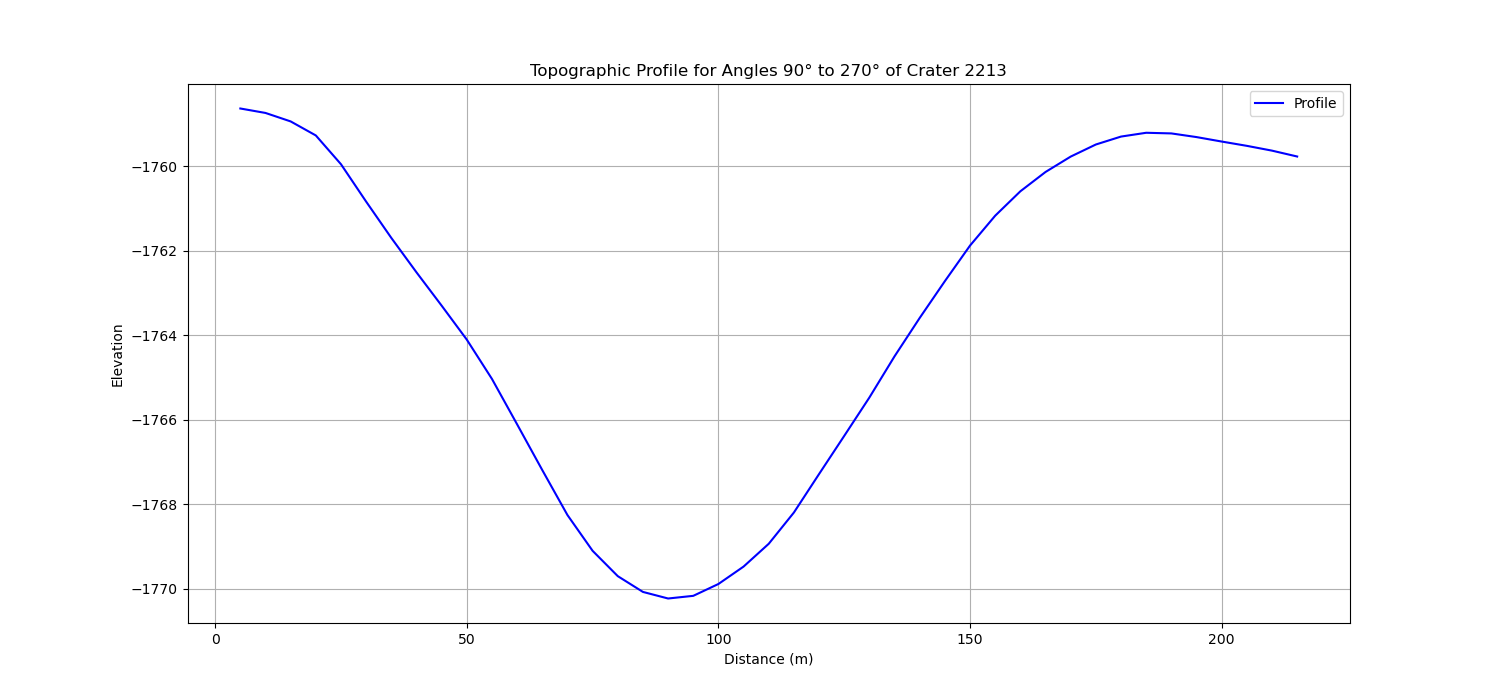 Topographic Profile for Angles 90° to 270° of Crater 2213
Profile
−1760
−1762
−1764
−1766
−1768
−1770
Elevation
0 50 100 150 200
Distance (m)